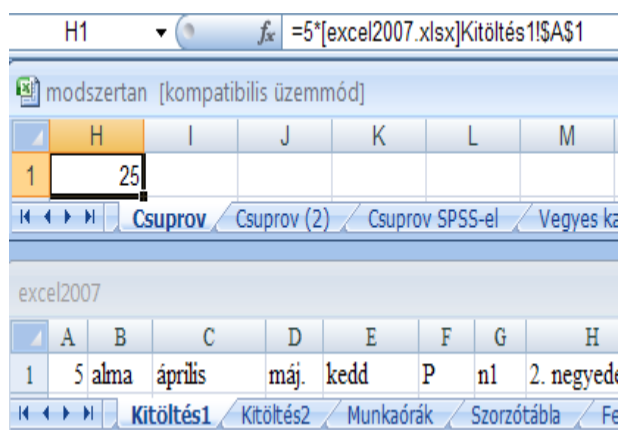 H1 fx =5*[excel2007.xlsx]Kitöltés1!$A$1
modszertan [kompatibilis üzemmód]
H I J K L M
1 25
Csuprov Csuprov (2) Csuprov SPSS-el Vegyes ka
excel2007
A B C D E F G H
1 5 alma április máj. kedd P n1 2. negyede
Kitöltés1 Kitöltés2 Munkaórák Szorzótábla Fe